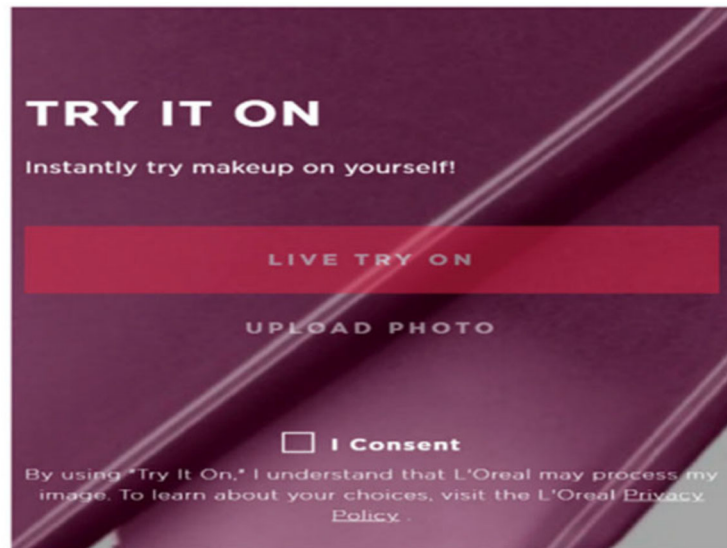 TRY IT ON
Instantly try makeup on yourself!
LIVE TRY ON
UPLOAD PHOTO
I Consent
By using "Try It On," I understand that L'Oreal may process my
image. To learn about your choices, visit the L'Oreal Privacy
Policy .